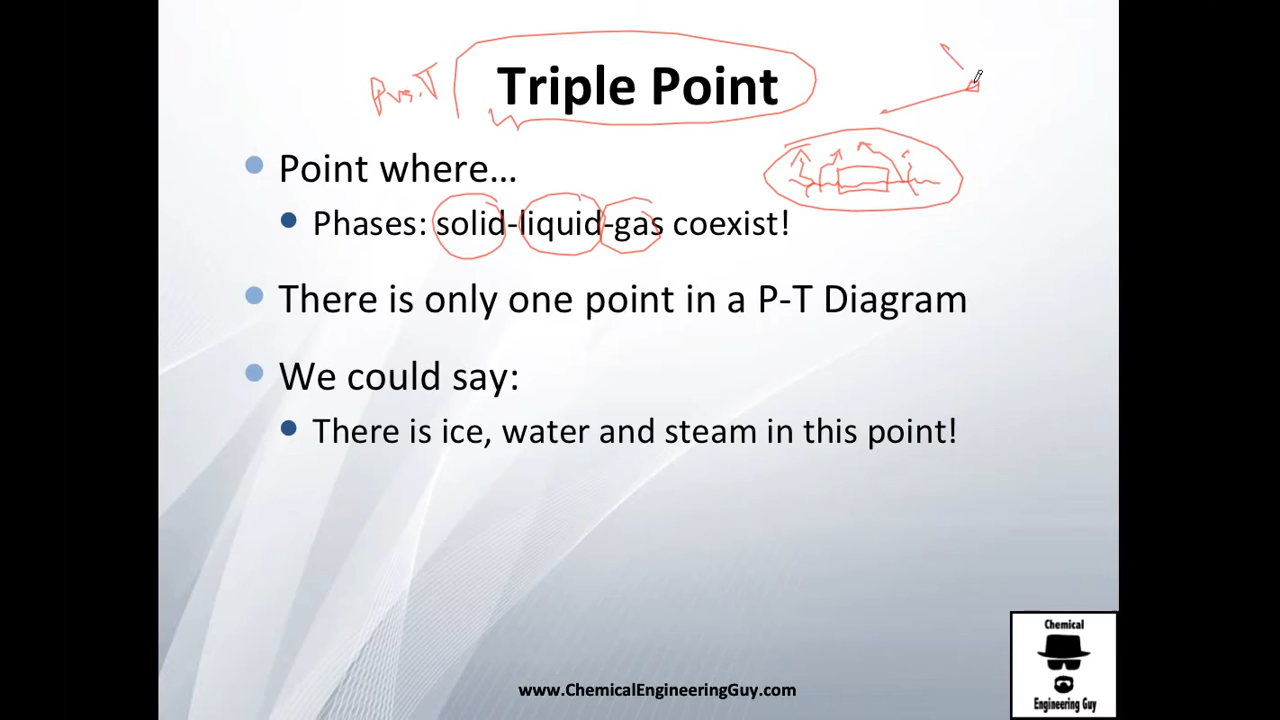 P vs. T
Triple Point
Point where...
Phases: solid-liquid-gas coexist!
There is only one point in a P-T Diagram
We could say:
There is ice, water and steam in this point!
www.ChemicalEngineeringGuy.com
Chemical
Engineering Guy